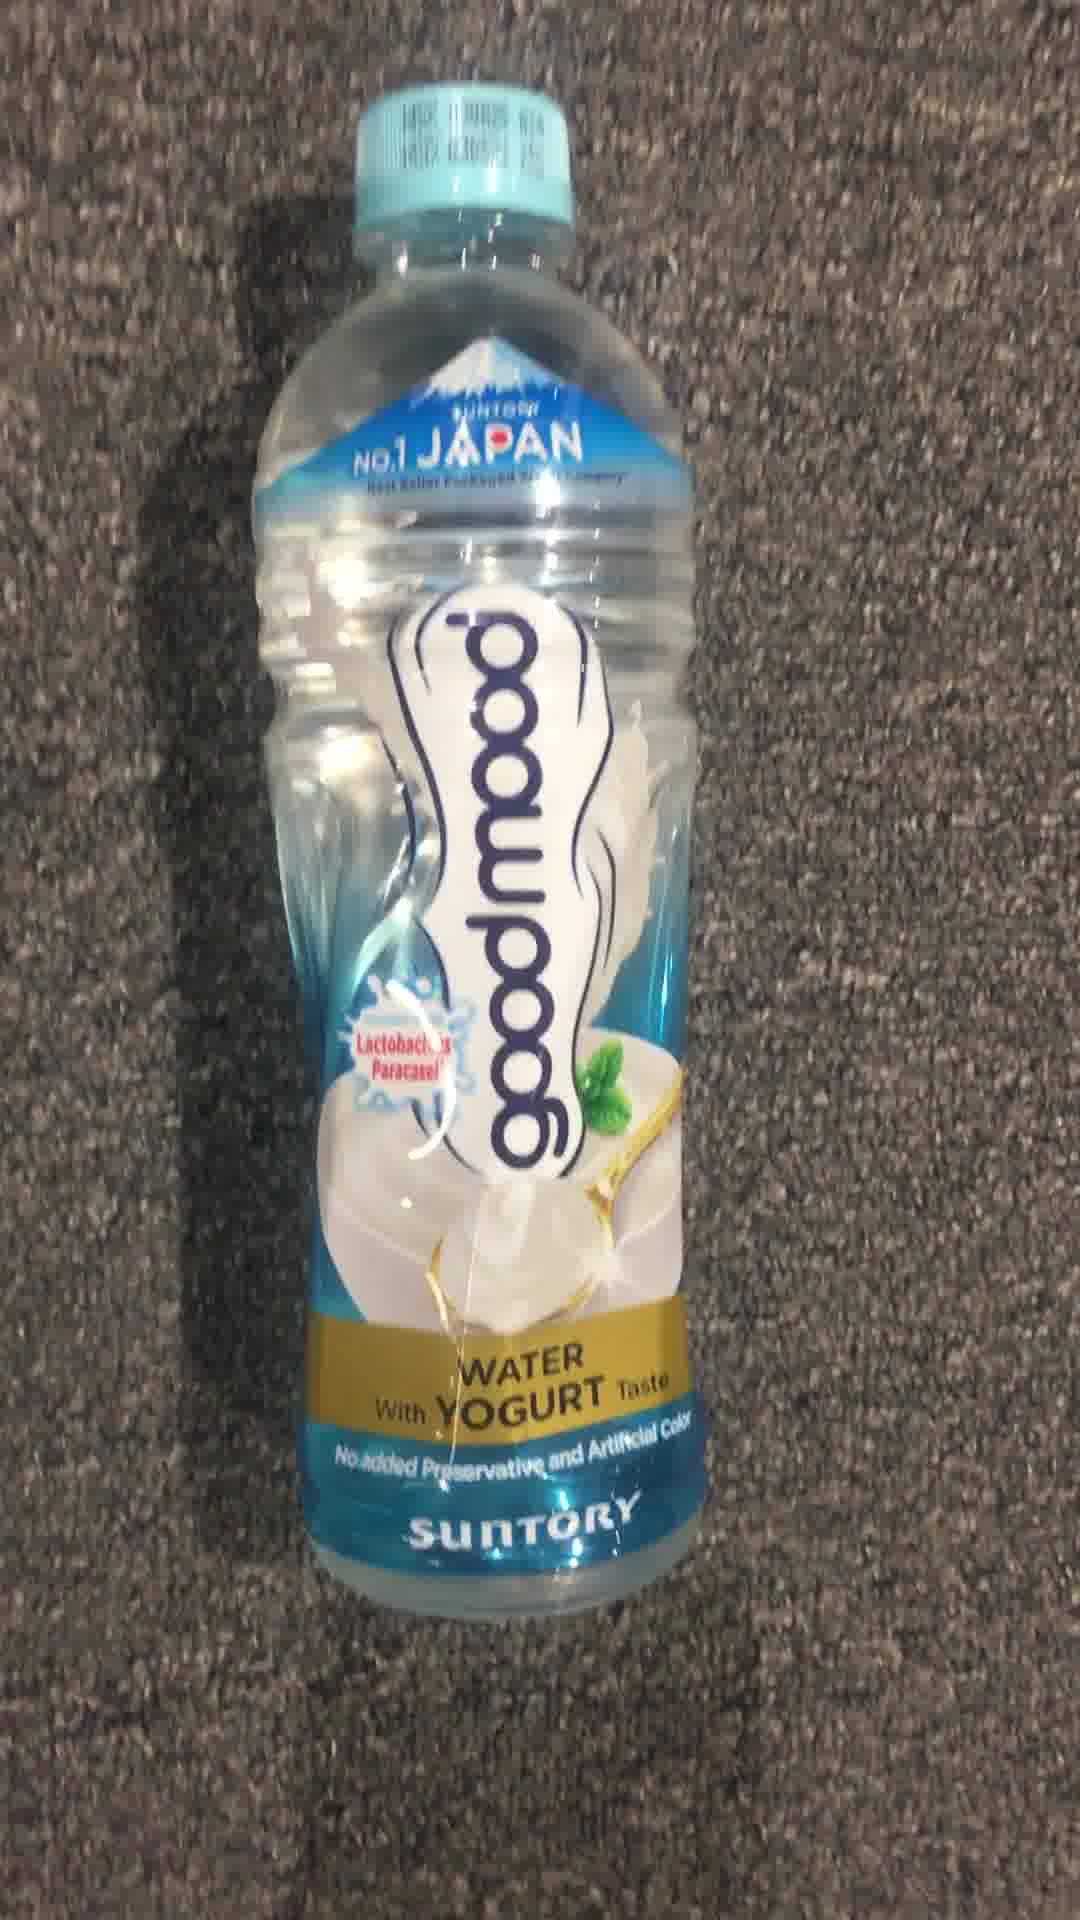 SUNTORY
NO.1 JAPAN
goodmood
Lactobacillus
Paracasei
WATER
With YOGURT Taste
No added Preservative and Artificial Color
SUNTORY